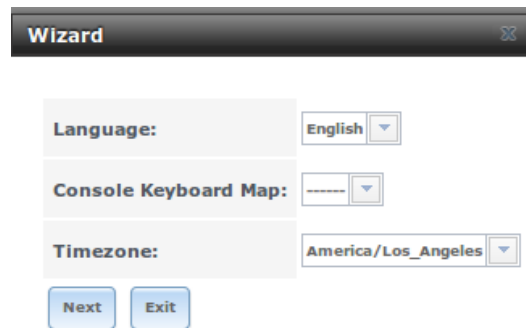 Wizard
Language: English
Console Keyboard Map: ------
Timezone: America/Los_Angeles
Next Exit